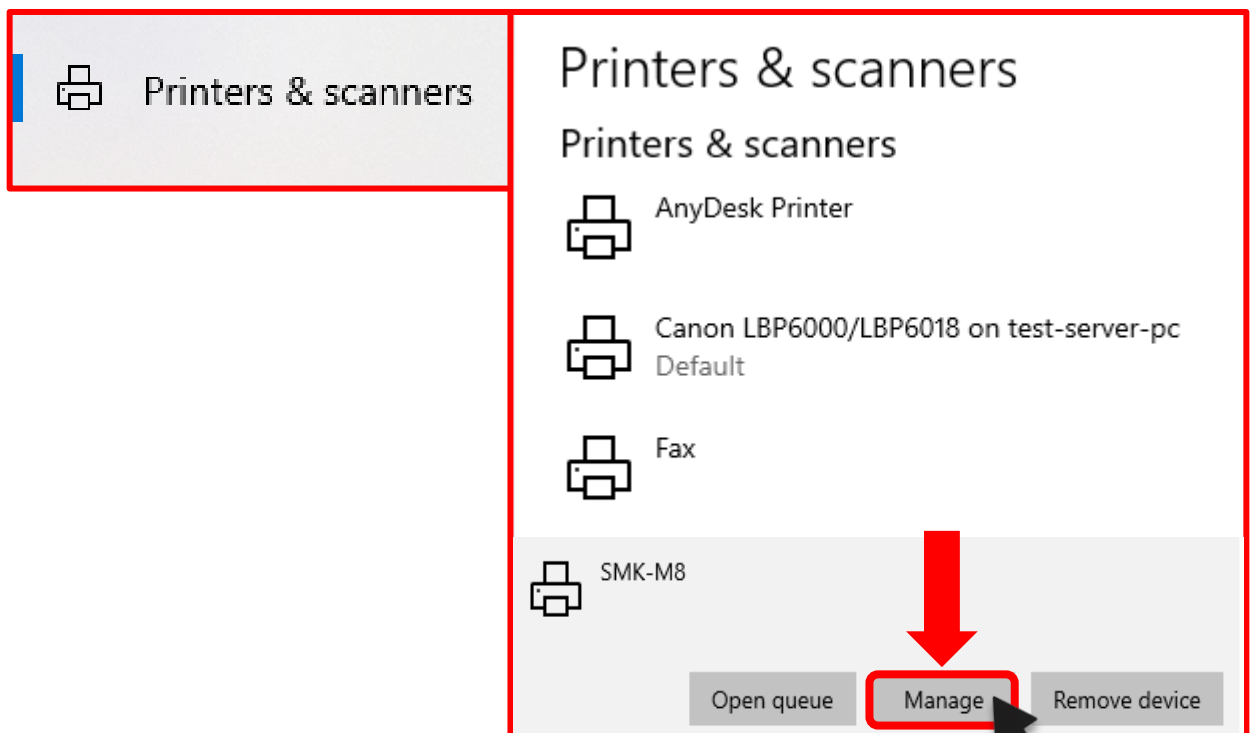 Printers & scanners
Printers & scanners
Printers & scanners
AnyDesk Printer
Canon LBP6000/LBP6018 on test-server-pc
Default
Fax
SMK-M8
Open queue Manage Remove device